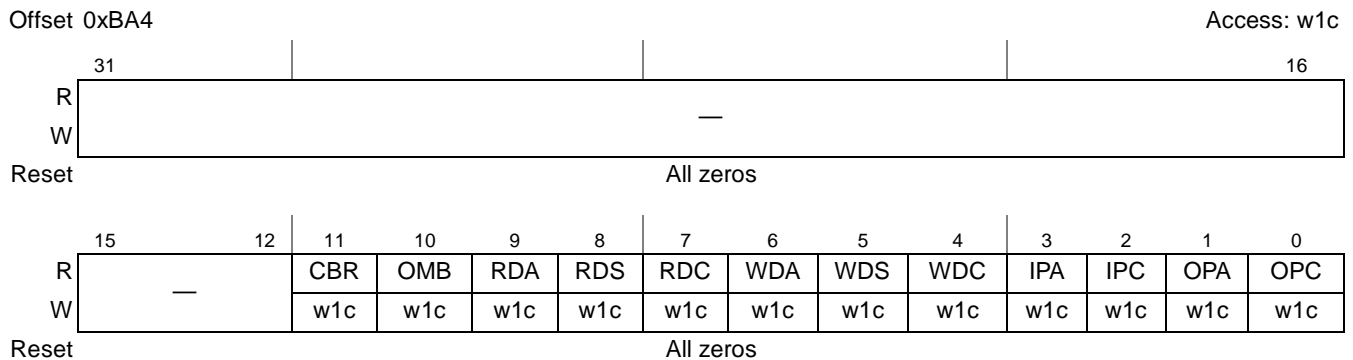 Offset 0xBA4 Access: w1c
31 16
R
—
W
Reset All zeros
15 12 11 10 9 8 7 6 5 4 3 2 1 0
R CBR OMB RDA RDS RDC WDA WDS WDC IPA IPC OPA OPC
—
W w1c w1c w1c w1c w1c w1c w1c w1c w1c w1c w1c w1c
Reset All zeros